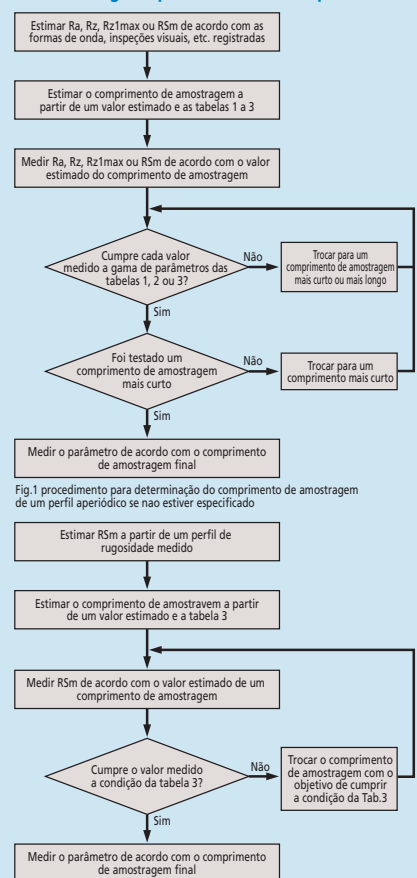 Estimar Ra, Rz, Rz1max ou RSm de acordo com as
formas de onda, inspeções visuais, etc. registradas
Estimar o comprimento de amostragem a
partir de um valor estimado e as tabelas 1 a 3
Medir Ra, Rz, Rz1max ou RSm de acordo com o valor
estimado do comprimento de amostragem
Cumpre cada valor
medido a gama de parâmetros das
tabelas 1, 2 ou 3?
Não
Trocar para um
comprimento de amostragem
mais curto ou mais longo
Sim
Foi testado um
comprimento de amostragem
mais curto
Não
Trocar para um
comprimento mais curto
Sim
Medir o parâmetro de acordo com o comprimento
de amostragem final
Fig.1 procedimento para determinação do comprimento de amostragem
de um perfil aperiódico se nao estiver especificado
Estimar RSm a partir de um perfil de
rugosidade medido
Estimar o comprimento de amostravem a partir
de um valor estimado e a tabela 3
Medir RSm de acordo com o valor estimado de um
comprimento de amostragem
Cumpre o valor medido
a condição da tabela 3?
Não
Trocar o comprimento
de amostragem com o
objetivo de cumprir
a condição da Tab.3
Sim
Medir o parâmetro de acordo com o comprimento
de amostragem final